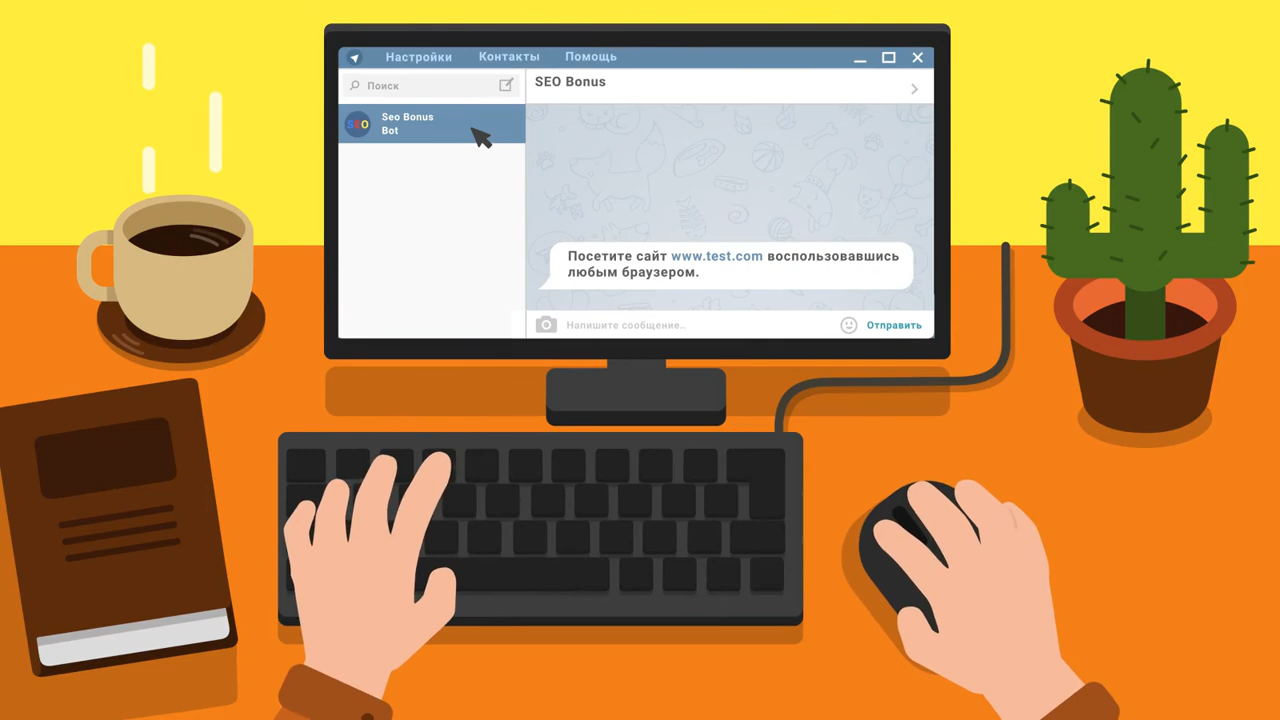 Настройки Контакты Помощь
Поиск
SEO Bonus
SEO
Seo Bonus
Bot
Посетите сайт www.test.com воспользовавшись
любым браузером.
Напишите сообщение..
Отправить